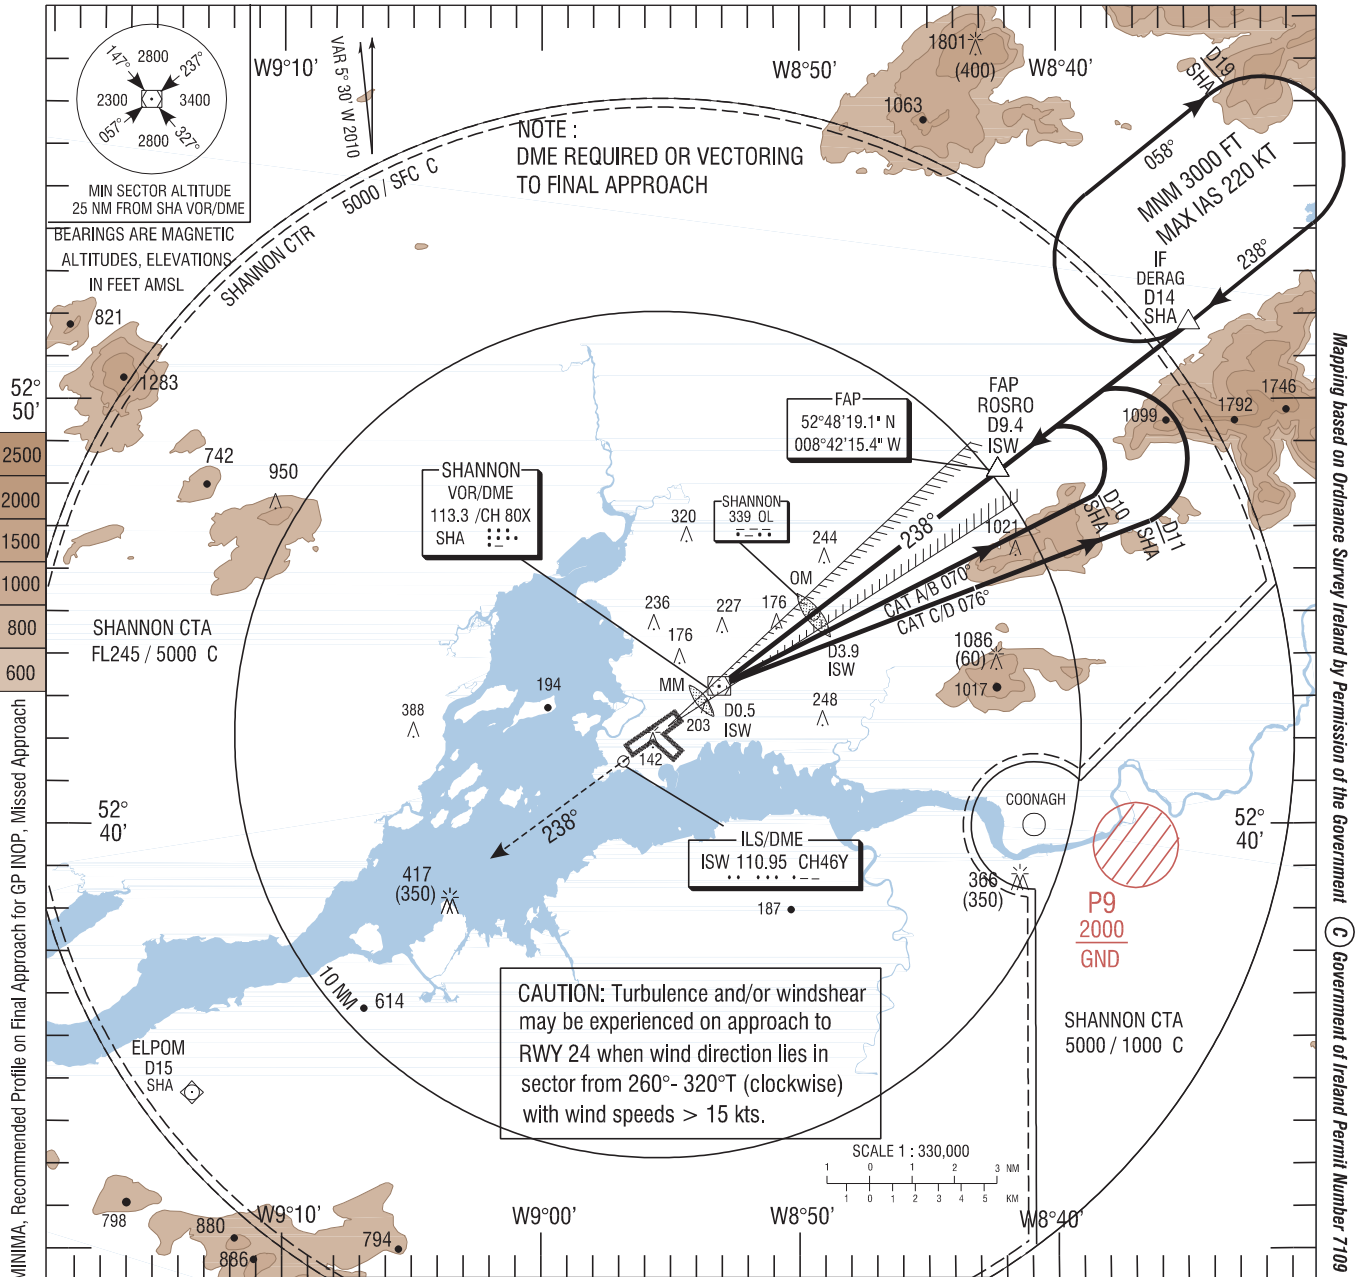 147°
2800
237°
2300
3400
057°
2800
327°
MIN SECTOR ALTITUDE
25 NM FROM SHA VOR/DME
BEARINGS ARE MAGNETIC
ALTITUDES, ELEVATIONS
IN FEET AMSL
W9°10'
VAR 5° 30' W 2010
W8°50'
W8°40'
1801
(400)
1063
NOTE :
DME REQUIRED OR VECTORING
TO FINAL APPROACH
5000 / SFC C
SHANNON CTR
D19
SHA
058°
MNM 3000 FT
MAX IAS 220 KT
238°
IF
DERAG
D14
SHA
821
1283
52°
50'
742
950
2500
2000
1500
1000
800
600
SHANNON CTA
FL245 / 5000 C
FAP
52°48'19.1" N
008°42'15.4" W
FAP
ROSRO
D9.4
ISW
1099
1792
1746
SHANNON
VOR/DME
113.3 /CH 80X
SHA
SHANNON
339 OL
320
244
238°
1021
D10
SHA
D11
SHA
OM
236
227
176
176
CAT A/B 070°
CAT C/D 076°
D3.9
ISW
1086
(60)
1017
MM
194
388
203
D0.5
ISW
248
142
238°
52°
40'
COONAGH
52°
40'
ILS/DME
ISW 110.95 CH46Y
417
(350)
187
366
(350)
P9
2000
GND
10 NM
614
CAUTION: Turbulence and/or windshear
may be experienced on approach to
RWY 24 when wind direction lies in
sector from 260°- 320°T (clockwise)
with wind speeds > 15 kts.
SHANNON CTA
5000 / 1000 C
ELPOM
D15
SHA
SCALE 1 : 330,000
1 0 1 2 3 NM
1 0 1 2 3 4 5 KM
798
880
886
794
W9°10'
W9°00'
W8°50'
W8°40'
MINIMA, Recommended Profile on Final Approach for GP INOP, Missed Approach
Mapping based on Ordnance Survey Ireland by Permission of the Government © Government of Ireland Permit Number 7109